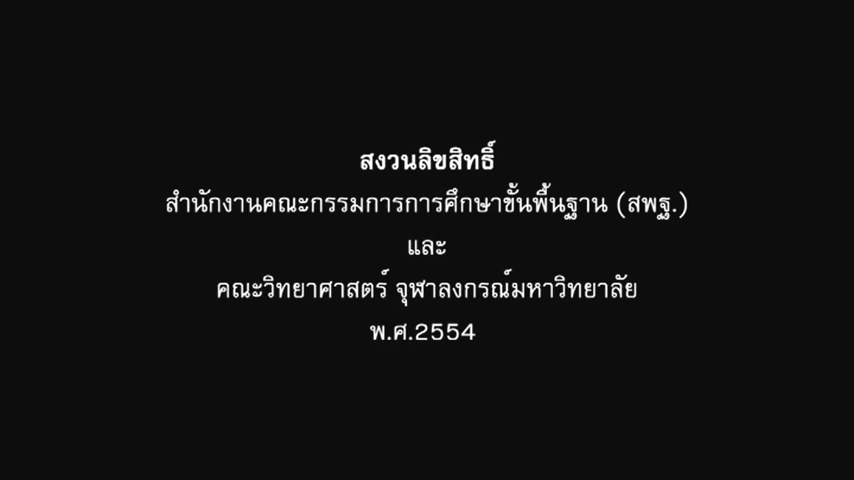 สงวนลิขสิทธิ์
สำนักงานคณะกรรมการการศึกษาขั้นพื้นฐาน (สพฐ.)
และ
คณะวิทยาศาสตร์ จุฬาลงกรณ์มหาวิทยาลัย
พ.ศ.2554